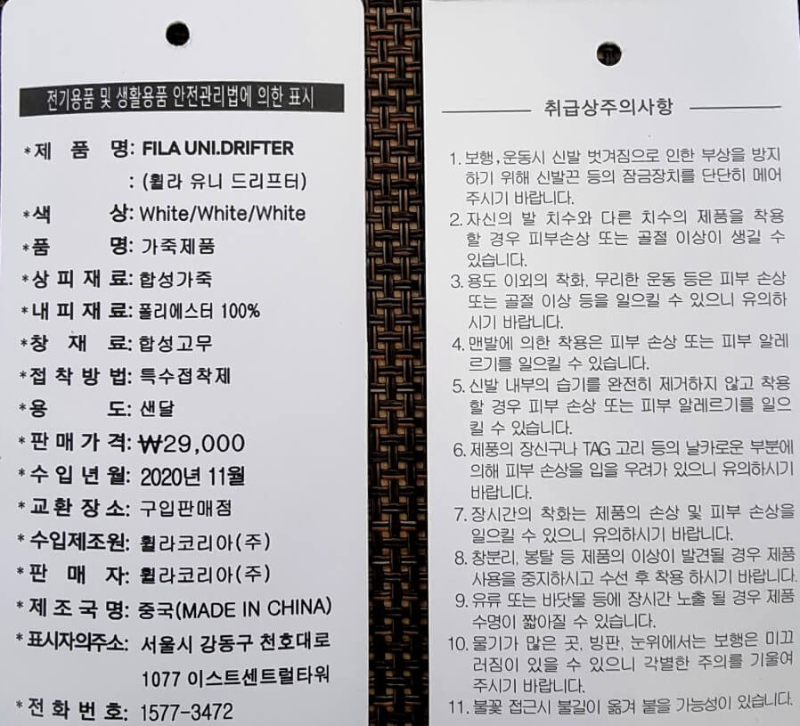 전기용품 및 생활용품 안전관리법에 의한 표시
*제 품 명: FILA UNI.DRIFTER
: (휠라 유니 드리프터)
*색 상: White/White/White
*품 명: 가죽제품
*상 피 재 료: 합성가죽
*내 피 재 료: 폴리에스터 100%
*창 재 료: 합성고무
*접 착 방 법: 특수접착제
*용 도: 샌달
*판 매 가 격: ₩29,000
*수 입 년 월: 2020년 11월
*교 환 장 소: 구입판매점
*수입제조원: 휠라코리아(주)
*판 매 자: 휠라코리아(주)
*제 조 국 명: 중국(MADE IN CHINA)
*표시자의주소: 서울시 강동구 천호대로
1077 이스트센트럴타워
*전 화 번 호: 1577-3472
취급상주의사항
1. 보행, 운동시 신발 벗겨짐으로 인한 부상을 방지
하기 위해 신발끈 등의 잠금장치를 단단히 메어
주시기 바랍니다.
2. 자신의 발 치수와 다른 치수의 제품을 착용
할 경우 피부손상 또는 골절 이상이 생길 수
있습니다.
3. 용도 이외의 착화, 무리한 운동 등은 피부 손상
또는 골절 이상 등을 일으킬 수 있으니 유의하
시기 바랍니다.
4. 맨발에 의한 착용은 피부 손상 또는 피부 알레
르기를 일으킬 수 있습니다.
5. 신발 내부의 습기를 완전히 제거하지 않고 착용
할 경우 피부 손상 또는 피부 알레르기를 일으
킬 수 있습니다.
6. 제품의 장신구나 TAG 고리 등의 날카로운 부분에
의해 피부 손상을 입을 우려가 있으니 유의하시기
바랍니다.
7. 장시간의 착화는 제품의 손상 및 피부 손상을
일으킬 수 있으니 유의하시기 바랍니다.
8. 창분리, 봉탈 등 제품의 이상이 발견될 경우 제품
사용을 중지하시고 수선 후 착용 하시기 바랍니다.
9. 유류 또는 바닷물 등에 장시간 노출 될 경우 제품
수명이 짧아질 수 있습니다.
10. 물기가 많은 곳, 빙판, 눈위에서는 보행은 미끄
러짐이 있을 수 있으니 각별한 주의를 기울여
주시기 바랍니다.
11. 불꽃 접근시 불길이 옮겨 붙을 가능성이 있습니다.